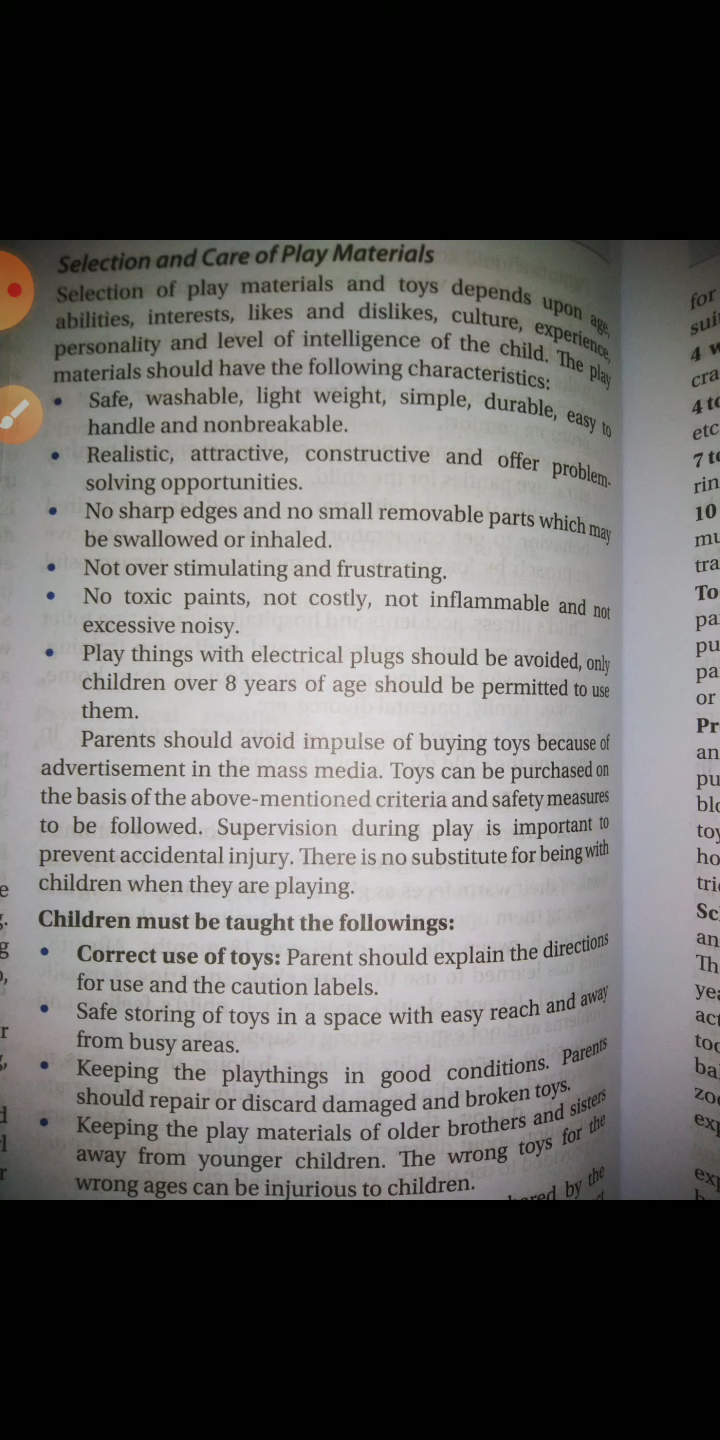 Selection and Care of Play Materials
Selection of play materials and toys depends upon age,
abilities, interests, likes and dislikes, culture, experience,
personality and level of intelligence of the child. The play
materials should have the following characteristics:
• Safe, washable, light weight, simple, durable, easy to
handle and nonbreakable.
• Realistic, attractive, constructive and offer problem-
solving opportunities.
• No sharp edges and no small removable parts which may
be swallowed or inhaled.
• Not over stimulating and frustrating.
• No toxic paints, not costly, not inflammable and not
excessive noisy.
• Play things with electrical plugs should be avoided, only
children over 8 years of age should be permitted to use
them.
Parents should avoid impulse of buying toys because of
advertisement in the mass media. Toys can be purchased on
the basis of the above-mentioned criteria and safety measures
to be followed. Supervision during play is important to
prevent accidental injury. There is no substitute for being with
children when they are playing.
Children must be taught the followings:
• Correct use of toys: Parent should explain the directions
for use and the caution labels.
• Safe storing of toys in a space with easy reach and away
from busy areas.
• Keeping the playthings in good conditions. Parents
should repair or discard damaged and broken toys.
• Keeping the play materials of older brothers and sisters
away from younger children. The wrong toys for the
wrong ages can be injurious to children.
by the
for
4
etc
10
or